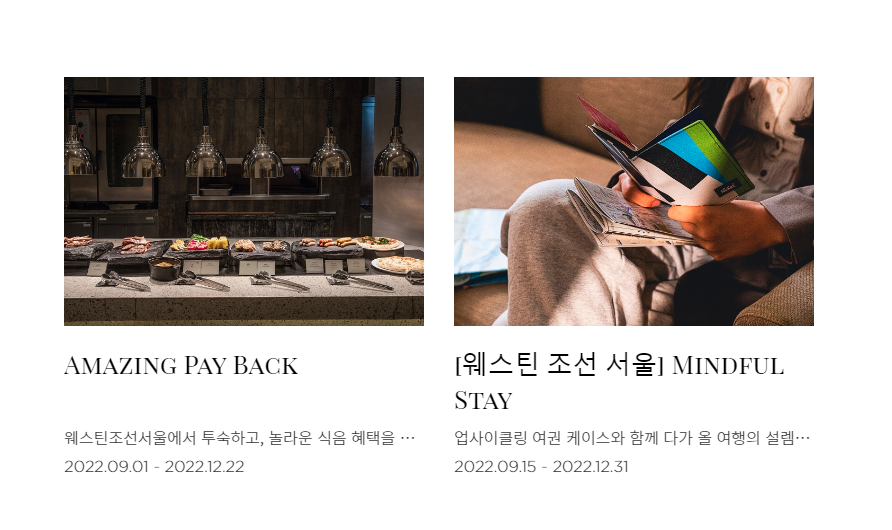 AMAZING PAY BACK
웨스틴조선서울에서 투숙하고, 놀라운 식음 혜택을 …
2022.09.01 - 2022.12.22
[웨스틴 조선 서울] MINDFUL
STAY
업사이클링 여권 케이스와 함께 다가 올 여행의 설렘…
2022.09.15 - 2022.12.31